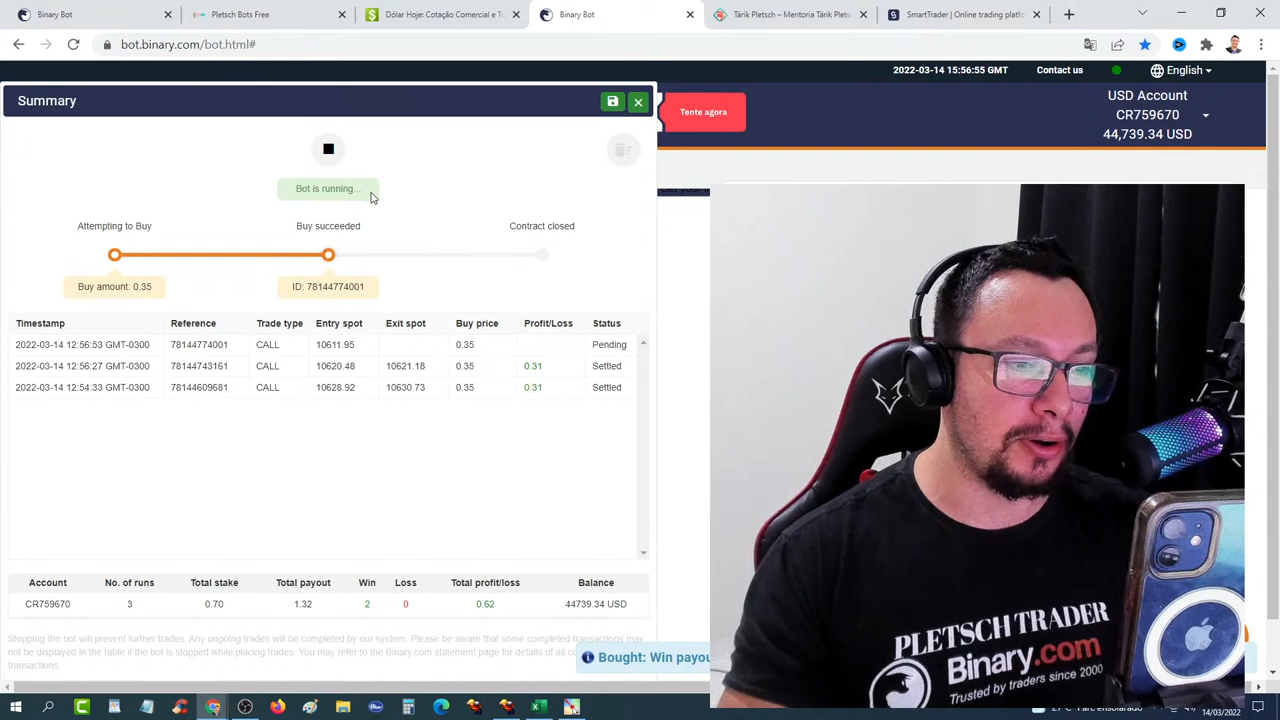 Binary Bot
Pletsch Bots Free
Dólar Hoje: Cotação Comercial e T
Binary Bot
Tárik Pletsch – Mentoria Tárik Plets
SmartTrader | Online trading platf
bot.binary.com/bot.html#
2022-03-14 15:56:55 GMT
Contact us
English
Summary
Tente agora
USD Account
CR759670
44,739.34 USD
Bot is running...
Attempting to Buy
Buy succeeded
Contract closed
Buy amount: 0.35
ID: 78144774001
Timestamp Reference Trade type Entry spot Exit spot Buy price Profit/Loss Status
2022-03-14 12:56:53 GMT-0300 78144774001 CALL 10611.95 0.35 Pending
2022-03-14 12:56:27 GMT-0300 78144743161 CALL 10620.48 10621.18 0.35 0.31 Settled
2022-03-14 12:54:33 GMT-0300 78144609681 CALL 10628.92 10630.73 0.35 0.31 Settled
Account No. of runs Total stake Total payout Win Loss Total profit/loss Balance
CR759670 3 0.70 1.32 2 0 0.62 44739.34 USD
Stopping the bot will prevent further trades. Any ongoing trades will be completed by our system. Please be aware that some completed transactions may
not be displayed in the table if the bot is stopped while placing trades. You may refer to the Binary.com statement page for details of all
transactions.
Bought: Win payou
PLETSCH TRADER
Binary.com
Trusted by traders since 2000
14/03/2022